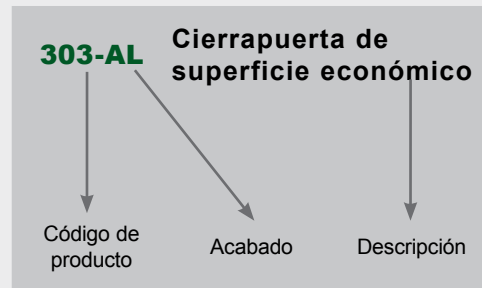 303-AL
Cierrapuerta de
superficie económico
Código de
producto
Acabado
Descripción